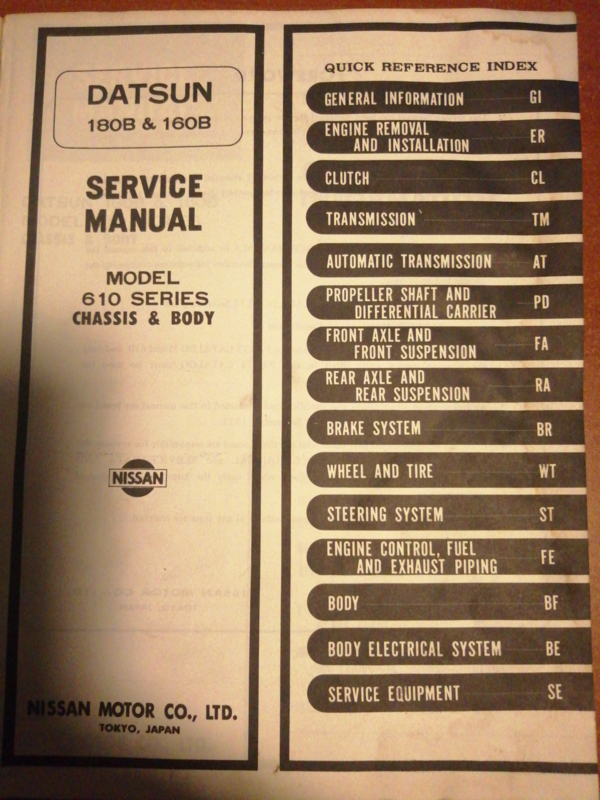 DATSUN
180B & 160B
SERVICE
MANUAL
MODEL
610 SERIES
CHASSIS & BODY
NISSAN
NISSAN MOTOR CO., LTD.
TOKYO, JAPAN
QUICK REFERENCE INDEX
GENERAL INFORMATION GI
ENGINE REMOVAL
AND INSTALLATION ER
CLUTCH CL
TRANSMISSION TM
AUTOMATIC TRANSMISSION AT
PROPELLER SHAFT AND
DIFFERENTIAL CARRIER PD
FRONT AXLE AND
FRONT SUSPENSION FA
REAR AXLE AND
REAR SUSPENSION RA
BRAKE SYSTEM BR
WHEEL AND TIRE WT
STEERING SYSTEM ST
ENGINE CONTROL, FUEL
AND EXHAUST PIPING FE
BODY BF
BODY ELECTRICAL SYSTEM BE
SERVICE EQUIPMENT SE